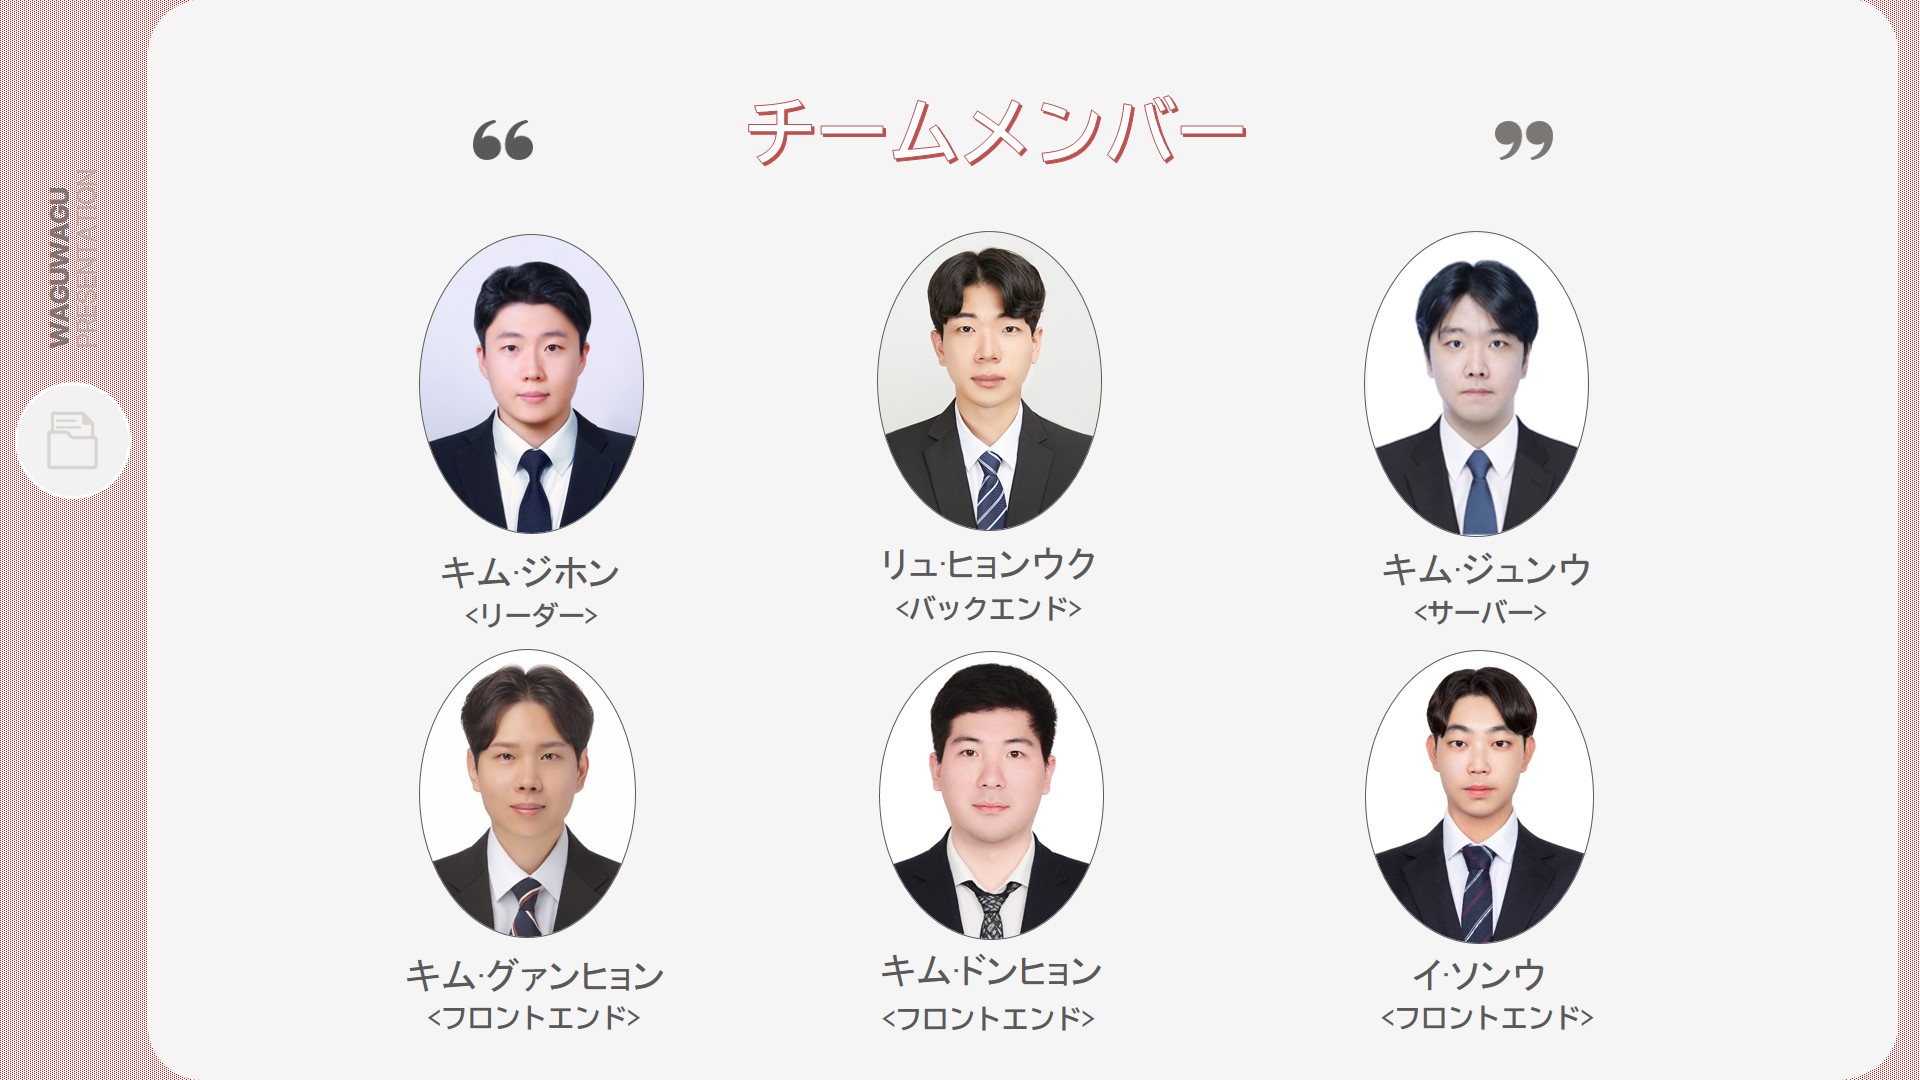 WAGUWAGU
PRESENTATION
“ チームメンバー ”
キム·ジホン
<リーダー>
リュ·ヒョンウク
<バックエンド>
キム·ジュンウ
<サーバー>
キム·グァンヒョン
<フロントエンド>
キム·ドンヒョン
<フロントエンド>
イ·ソンウ
<フロントエンド>